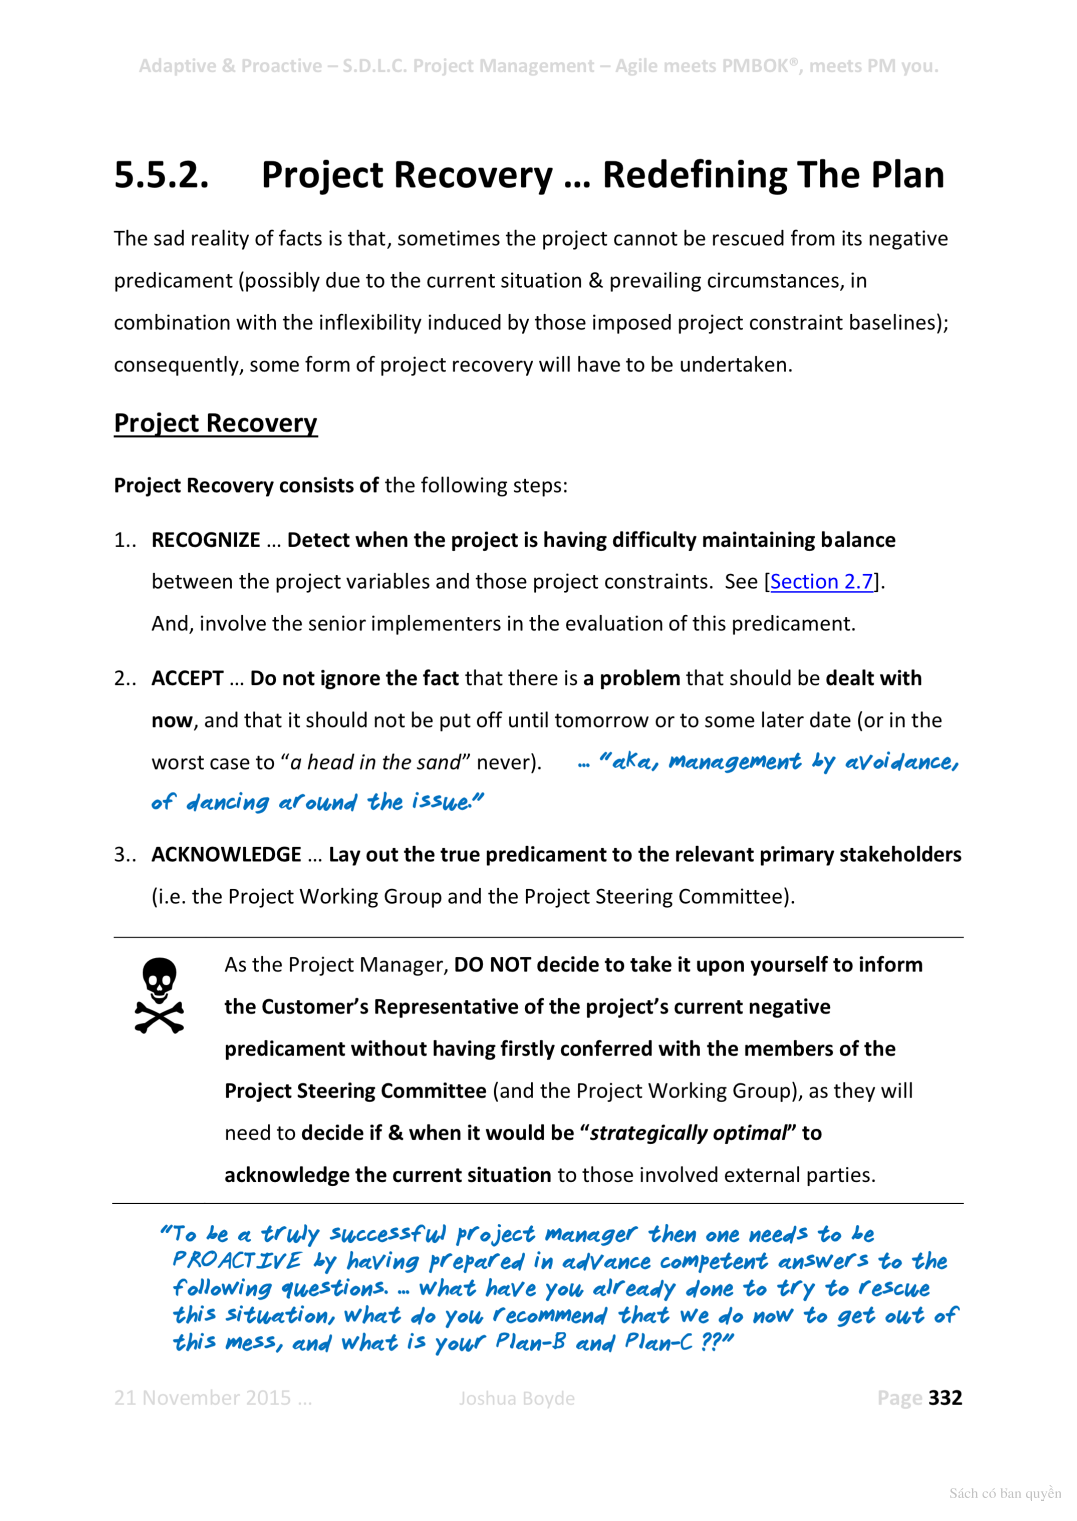 Adaptive & Proactive – S.D.L.C. Project Management – Agile meets PMBOK®, meets PM you.
5.5.2. Project Recovery ... Redefining The Plan
The sad reality of facts is that, sometimes the project cannot be rescued from its negative
predicament (possibly due to the current situation & prevailing circumstances, in
combination with the inflexibility induced by those imposed project constraint baselines);
consequently, some form of project recovery will have to be undertaken.
Project Recovery
Project Recovery consists of the following steps:
1.. RECOGNIZE ... Detect when the project is having difficulty maintaining balance
between the project variables and those project constraints. See [Section 2.7].
And, involve the senior implementers in the evaluation of this predicament.
2.. ACCEPT ... Do not ignore the fact that there is a problem that should be dealt with
now, and that it should not be put off until tomorrow or to some later date (or in the
worst case to “a head in the sand” never). ... “aka, management by avoidance,
of dancing around the issue.”
3.. ACKNOWLEDGE ... Lay out the true predicament to the relevant primary stakeholders
(i.e. the Project Working Group and the Project Steering Committee).
As the Project Manager, DO NOT decide to take it upon yourself to inform
the Customer’s Representative of the project’s current negative
predicament without having firstly conferred with the members of the
Project Steering Committee (and the Project Working Group), as they will
need to decide if & when it would be “strategically optimal” to
acknowledge the current situation to those involved external parties.
“To be a truly successful project manager then one needs to be
PROACTIVE by having prepared in advance competent answers to the
following questions. ... What have you already done to try to rescue
this situation, what do you recommend that we do now to get out of
this mess, and what is your Plan-B and Plan-C ??”
21 November 2015 ... Joshua Boyde Page 332
Sách có bản quyền